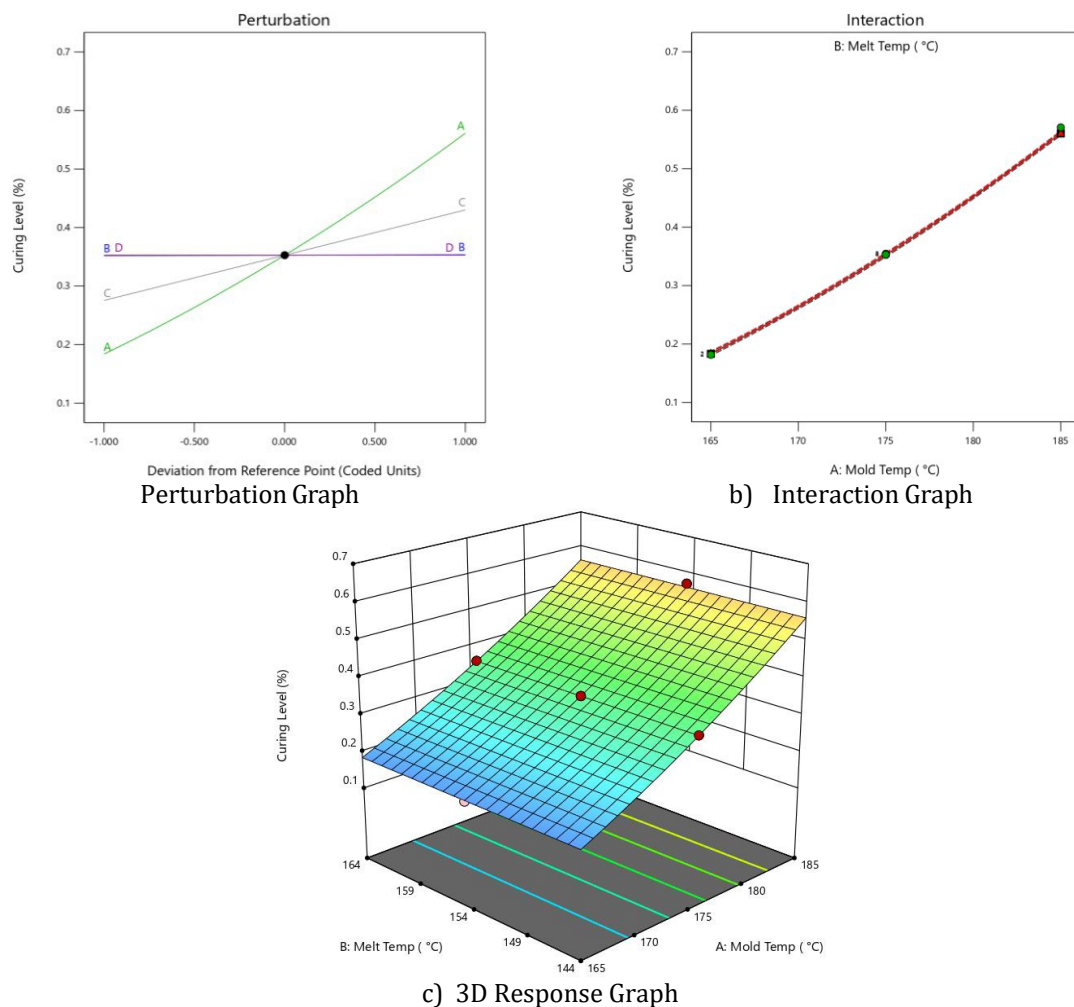 Perturbation
Curing Level (%)
0.7
0.6
0.5
0.4
0.3
0.2
0.1
A
C
B D
D B
C
A
-1.000 -0.500 0.000 0.500 1.000
Deviation from Reference Point (Coded Units)
Perturbation Graph
Interaction
B: Melt Temp ( °C)
Curing Level (%)
0.7
0.6
0.5
0.4
0.3
0.2
0.1
2
165 170 175 180 185
A: Mold Temp ( °C)
b) Interaction Graph
Curing Level (%)
0.7
0.6
0.5
0.4
0.3
0.2
0.1
164
159
154
149
144
B: Melt Temp ( °C)
165
170
175
180
185
A: Mold Temp ( °C)
c) 3D Response Graph